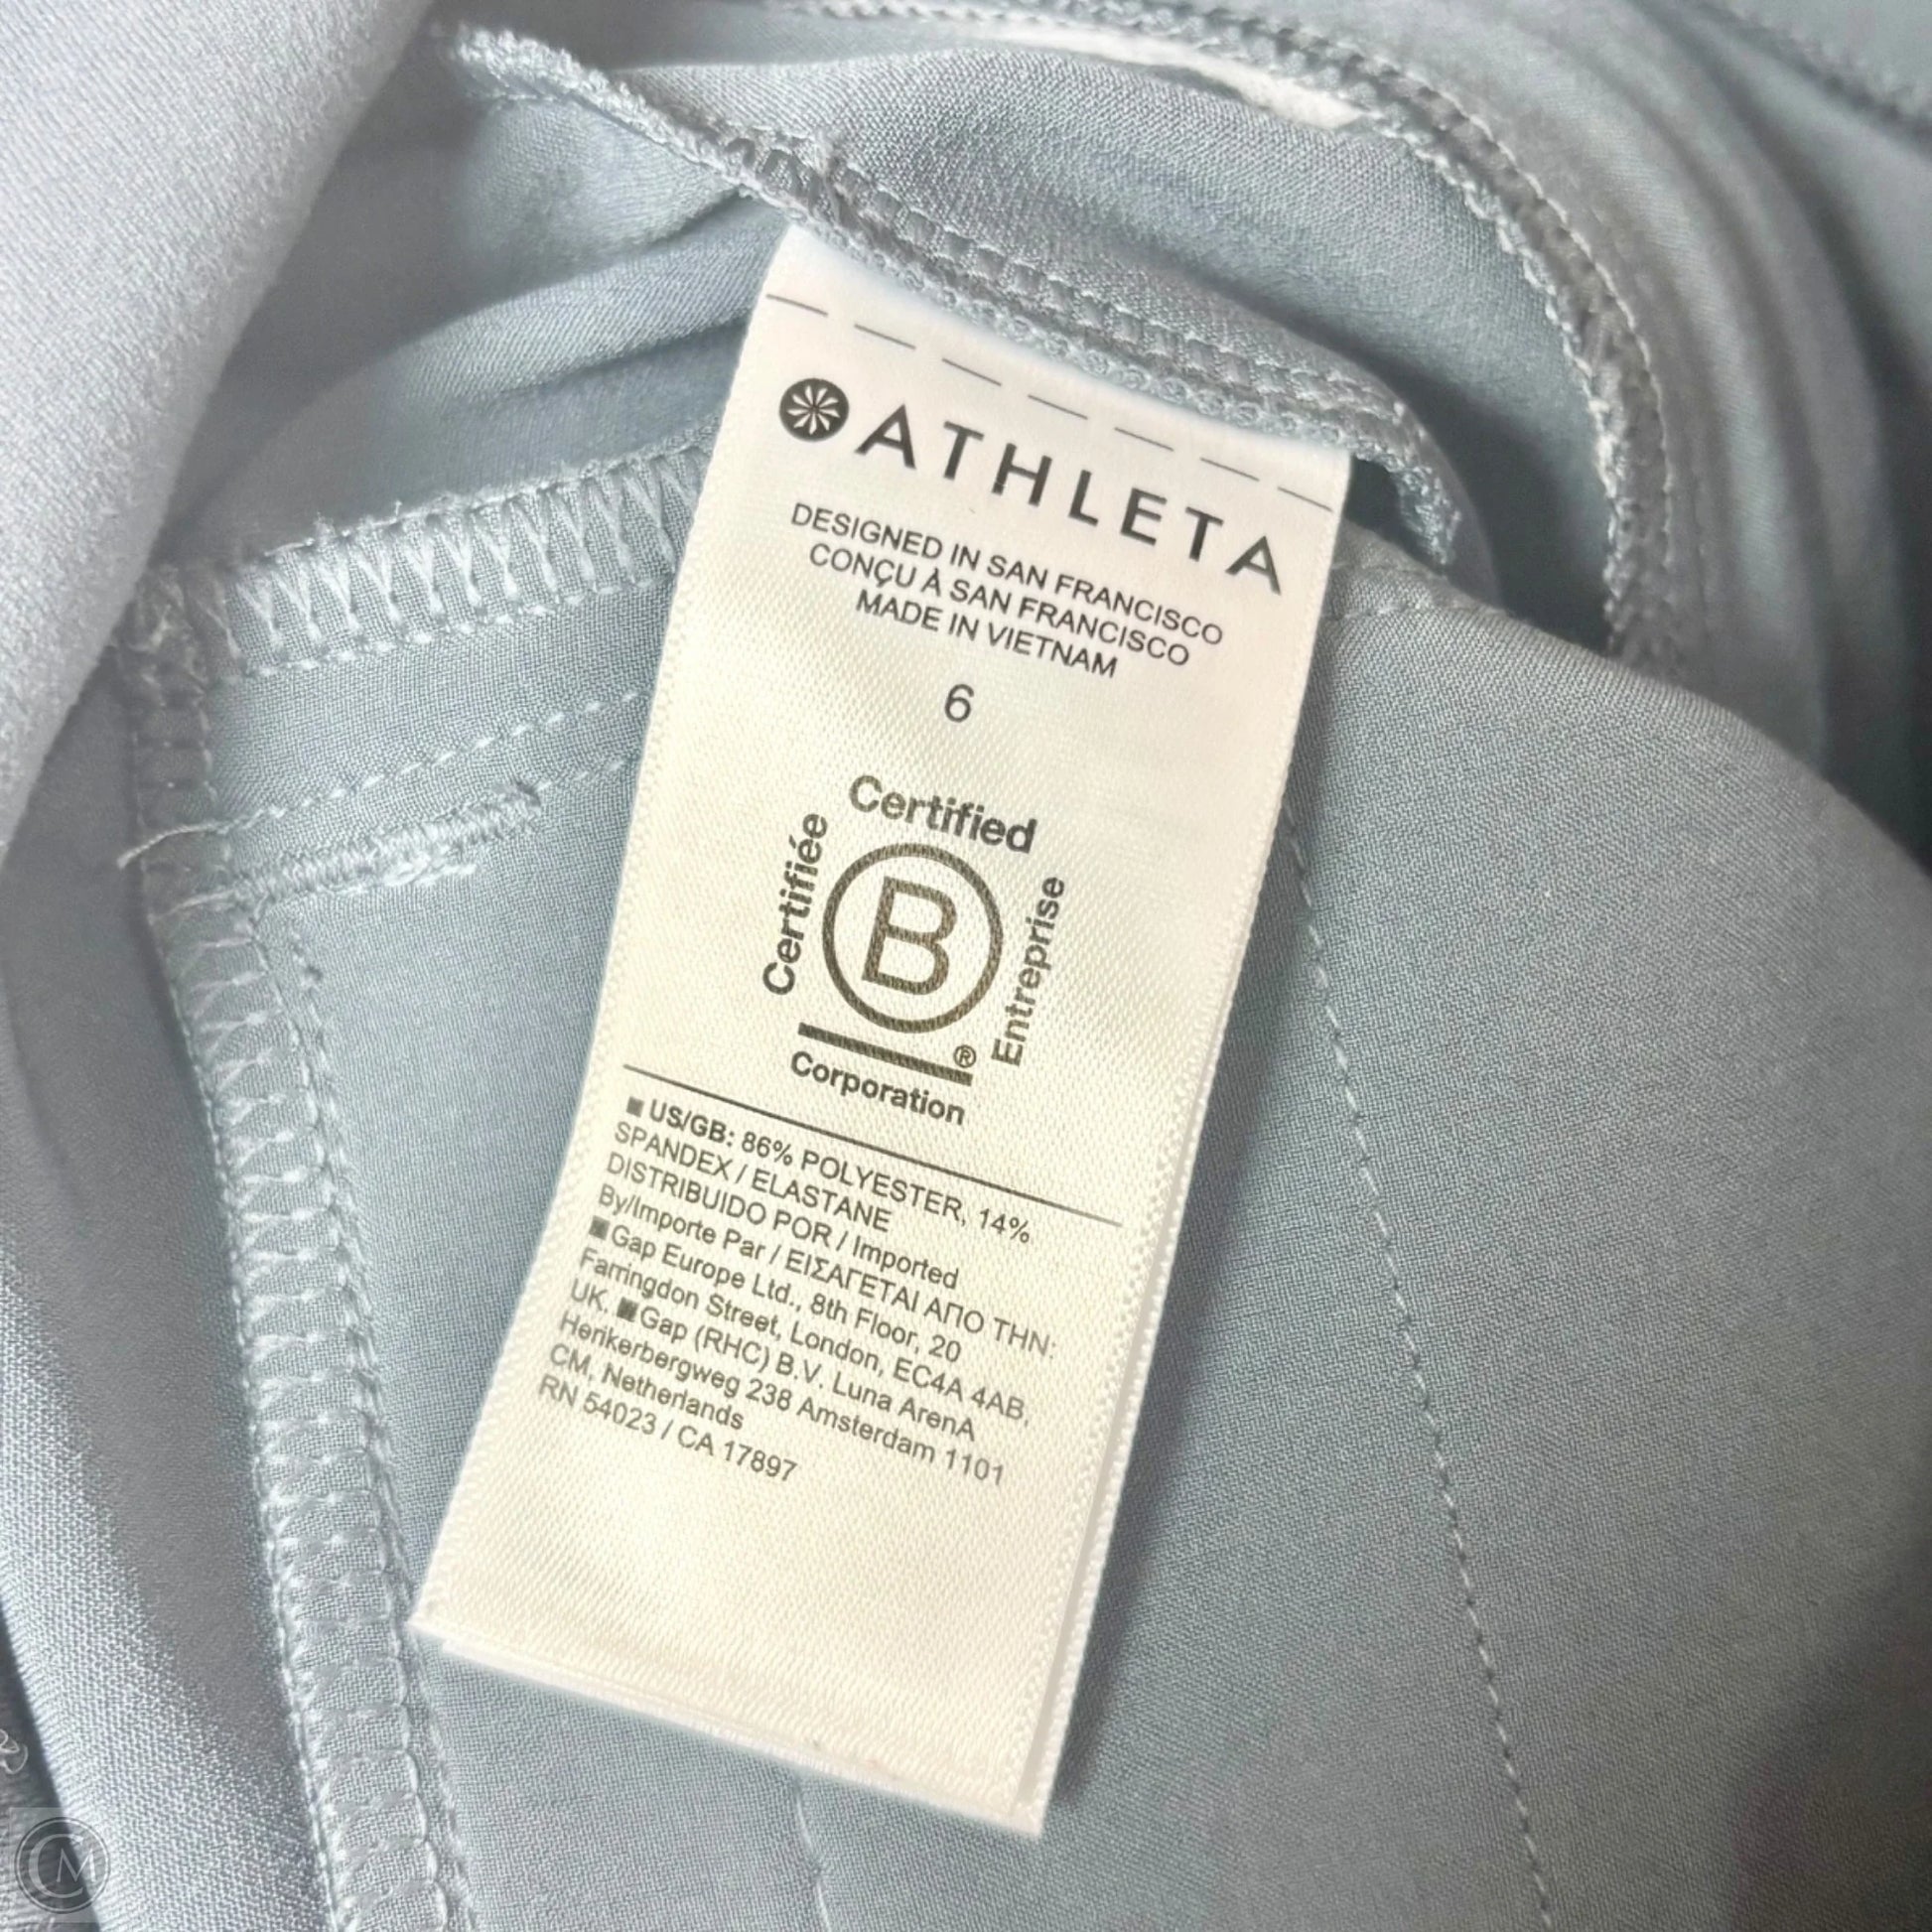 ATHLETA
DESIGNED IN SAN FRANCISCO
CONÇU À SAN FRANCISCO
MADE IN VIETNAM
6
Certified
Certifiée
B
Entreprise
®
Corporation
US/GB: 86% POLYESTER, 14%
SPANDEX / ELASTANE
DISTRIBUIDO POR / Imported
By/Importe Par / ΕΙΣΑΓΕΤΑΙ ΑΠΟ ΤΗΝ:
Gap Europe Ltd., 8th Floor, 20
Farringdon Street, London, EC4A 4AB,
UK. Gap (RHC) B.V. Luna ArenA
Herikerbergweg 238 Amsterdam 1101
CM, Netherlands
RN 54023 / CA 17897
CM